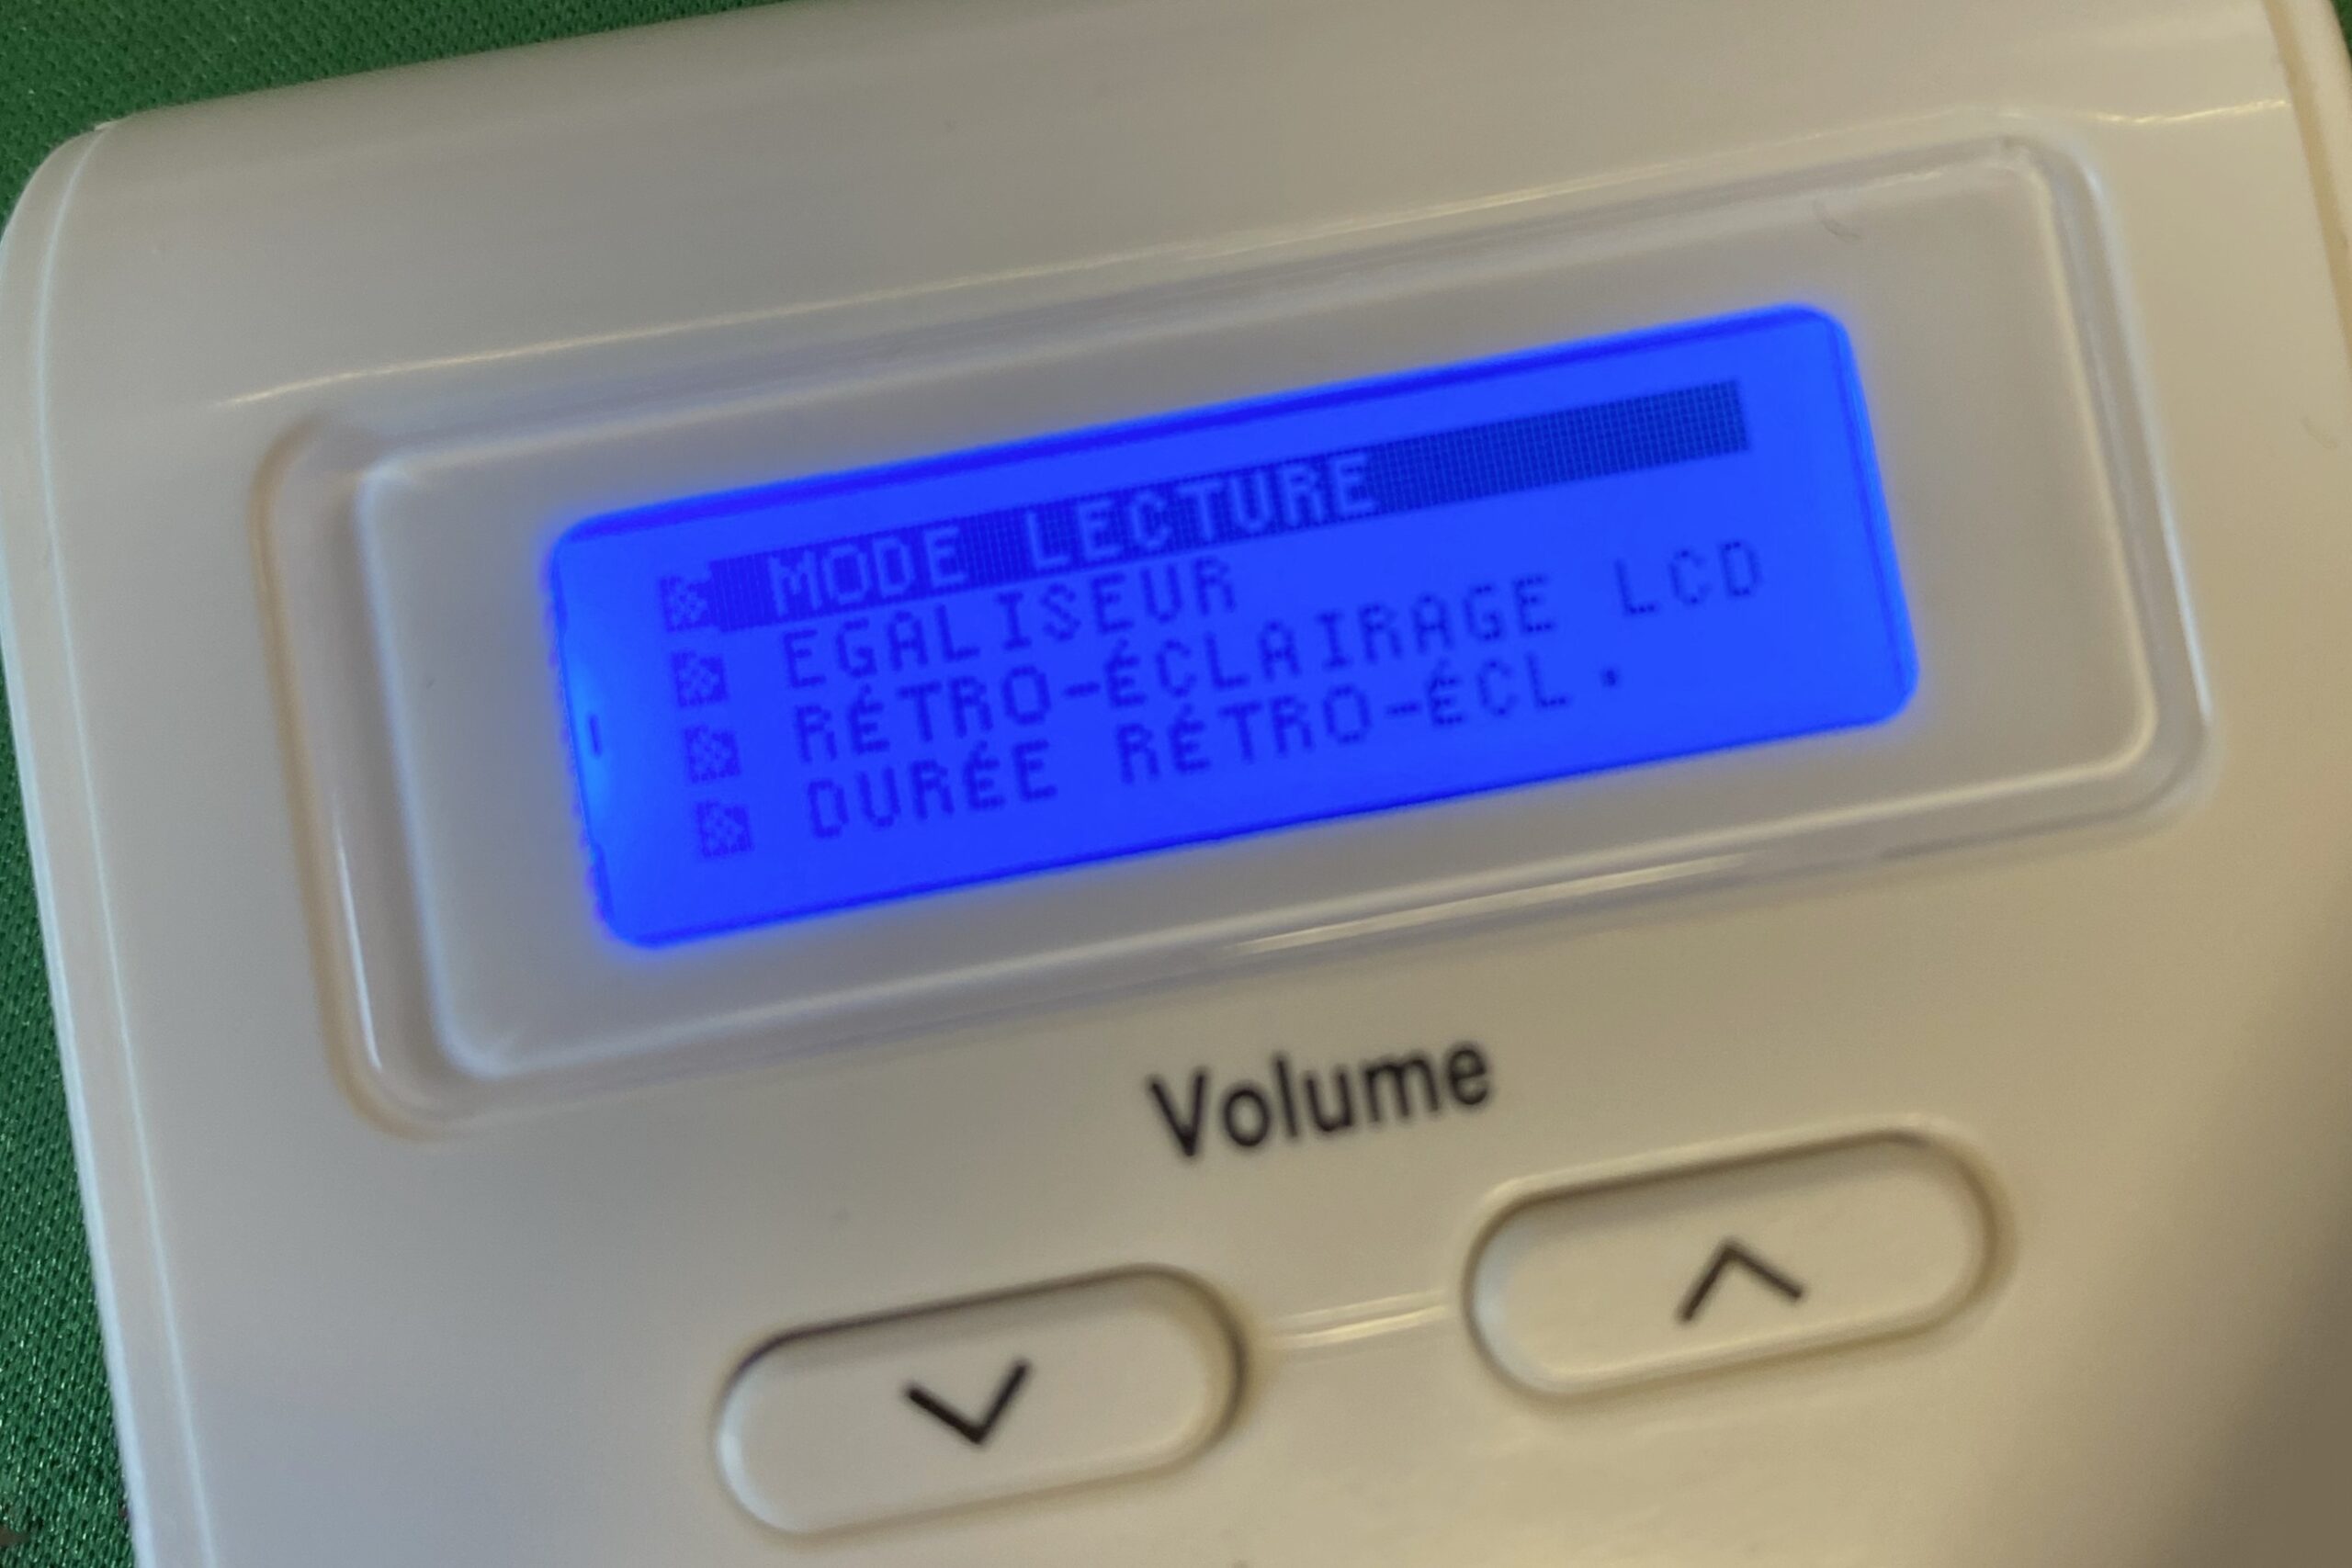 MODE LECTURE
EGALISEUR
RÉTRO-ÉCLAIRAGE LCD
DURÉE RÉTRO-ÉCL.
Volume